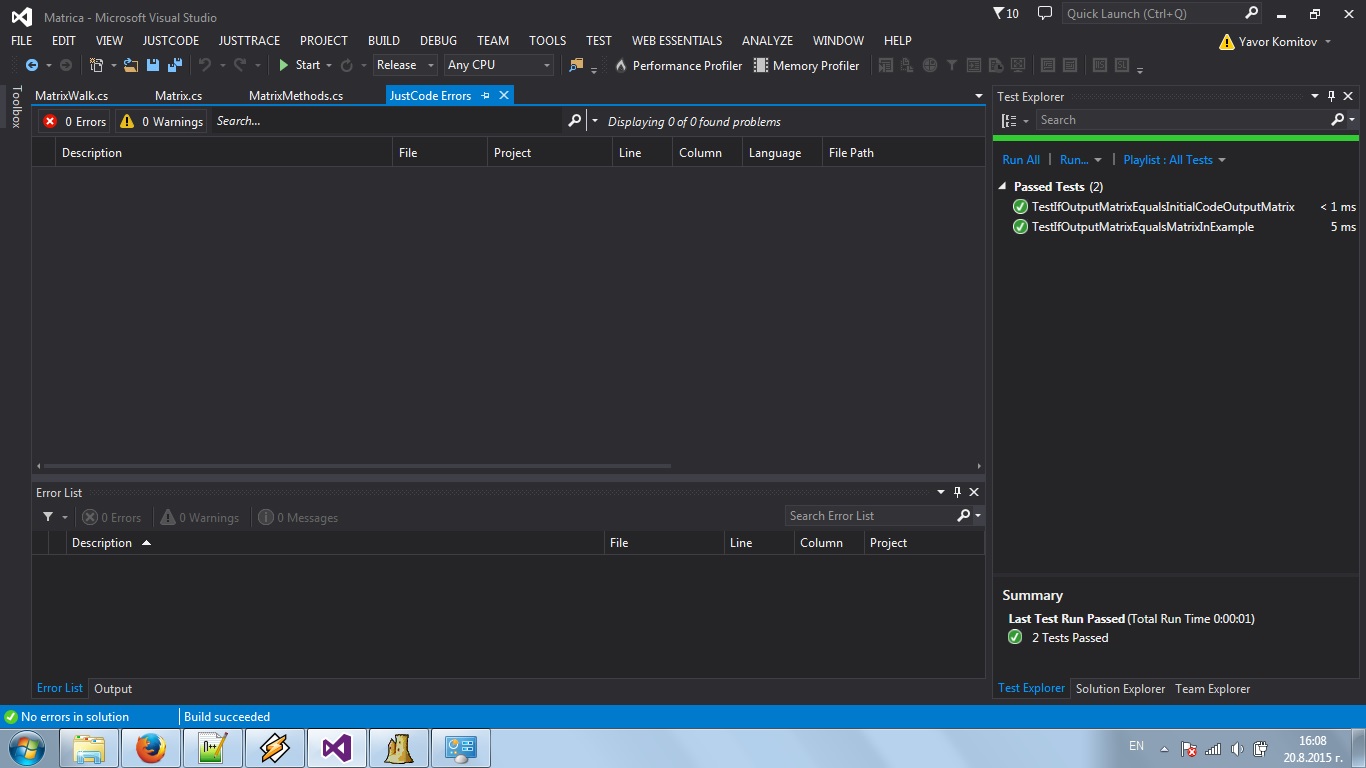 Matrica - Microsoft Visual Studio
10
Quick Launch (Ctrl+Q)
FILE EDIT VIEW JUSTCODE JUSTTRACE PROJECT BUILD DEBUG TEAM TOOLS TEST WEB ESSENTIALS ANALYZE WINDOW HELP
Yavor Komitov
Start Release Any CPU Performance Profiler Memory Profiler
Toolbox
MatrixWalk.cs Matrix.cs MatrixMethods.cs JustCode Errors
0 Errors 0 Warnings Search... Displaying 0 of 0 found problems
Description File Project Line Column Language File Path
Error List
0 Errors 0 Warnings 0 Messages Search Error List
Description File Line Column Project
Error List Output
Test Explorer
Search
Run All Run... Playlist : All Tests
Passed Tests (2)
TestIfOutputMatrixEqualsInitialCodeOutputMatrix < 1 ms
TestIfOutputMatrixEqualsMatrixInExample 5 ms
Summary
Last Test Run Passed (Total Run Time 0:00:01)
2 Tests Passed
Test Explorer Solution Explorer Team Explorer
No errors in solution Build succeeded
EN
16:08
20.8.2015 г.